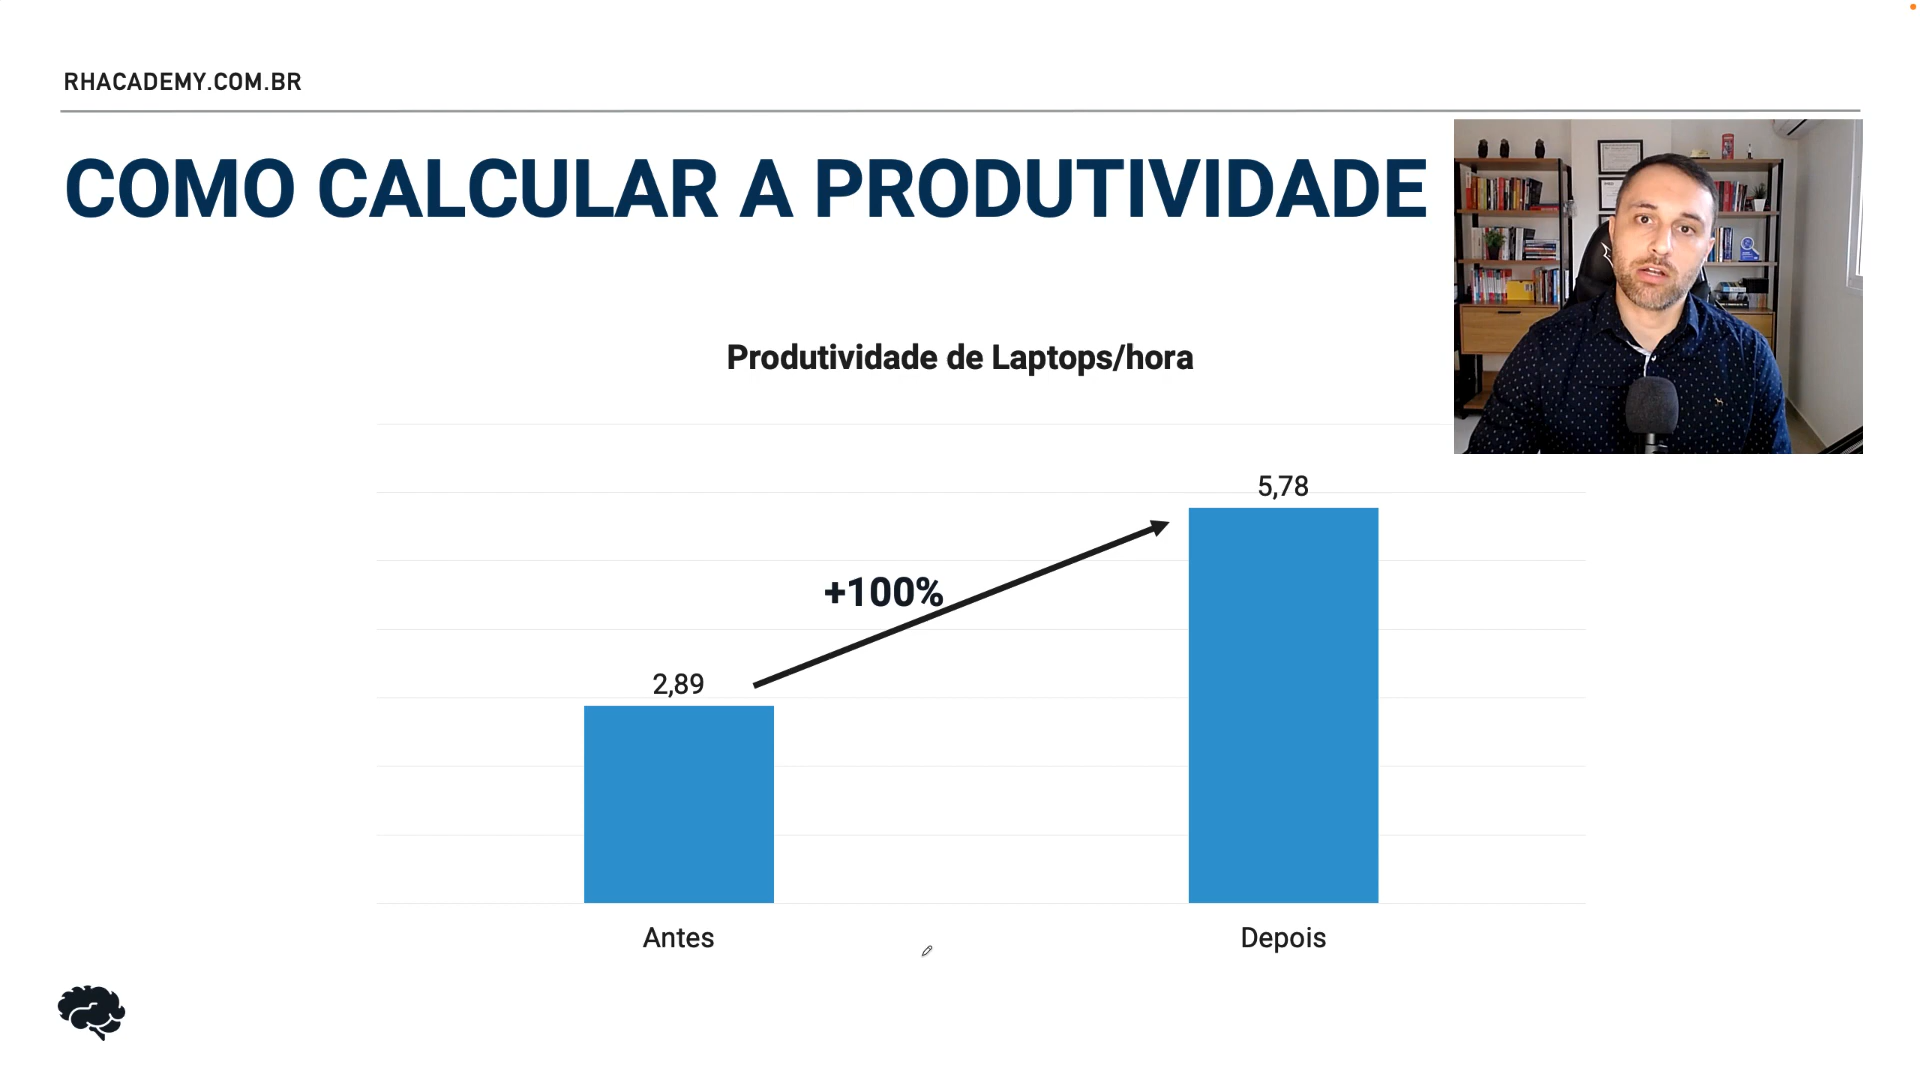 RHACADEMY.COM.BR
COMO CALCULAR A PRODUTIVIDADE
Produtividade de Laptops/hora
5,78
+100%
2,89
Antes
Depois